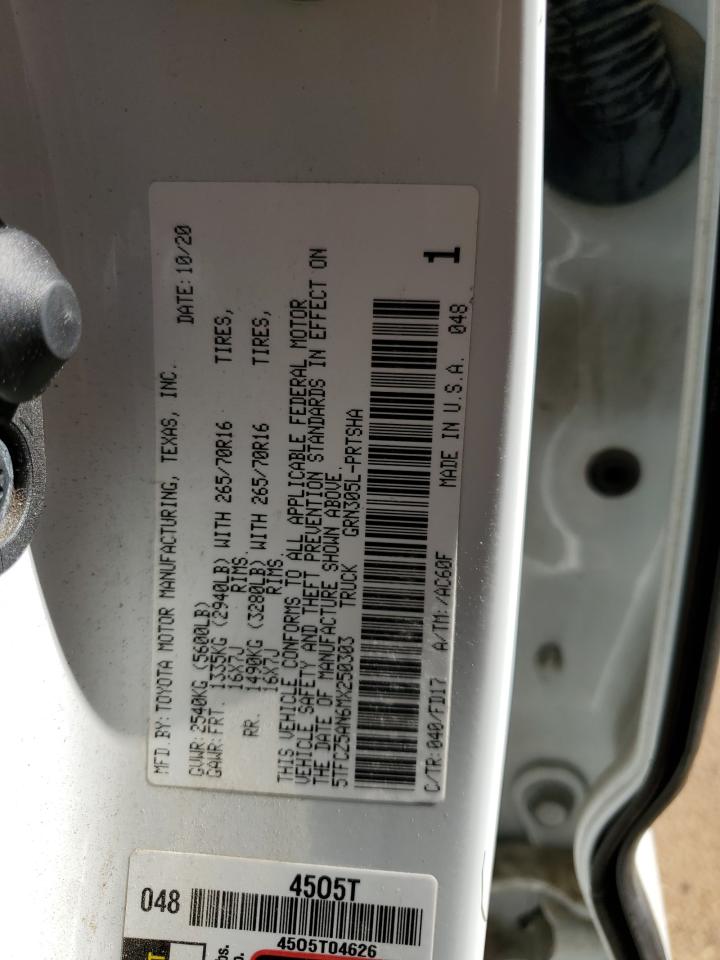 MFD.BY: TOYOTA MOTOR MANUFACTURING, TEXAS, INC.
DATE: 10/20
GVWR: 2540KG (5600LB)
GAWR: FRT. 1335KG (2940LB) WITH 265/70R16 TIRES,
16X7J RIMS.
RR. 1490KG (3280LB) WITH 265/70R16 TIRES,
16X7J RIMS.
THIS VEHICLE CONFORMS TO ALL APPLICABLE FEDERAL MOTOR
VEHICLE SAFETY AND THEFT PREVENTION STANDARDS IN EFFECT ON
THE DATE OF MANUFACTURE SHOWN ABOVE.
5TFCZ5AN6MX250303 TRUCK GRN305L-PRTSHA
C/TR: 040/FD17 A/TM: /AC60F MADE IN U.S.A. 048
1
4505T
048
4505T04626